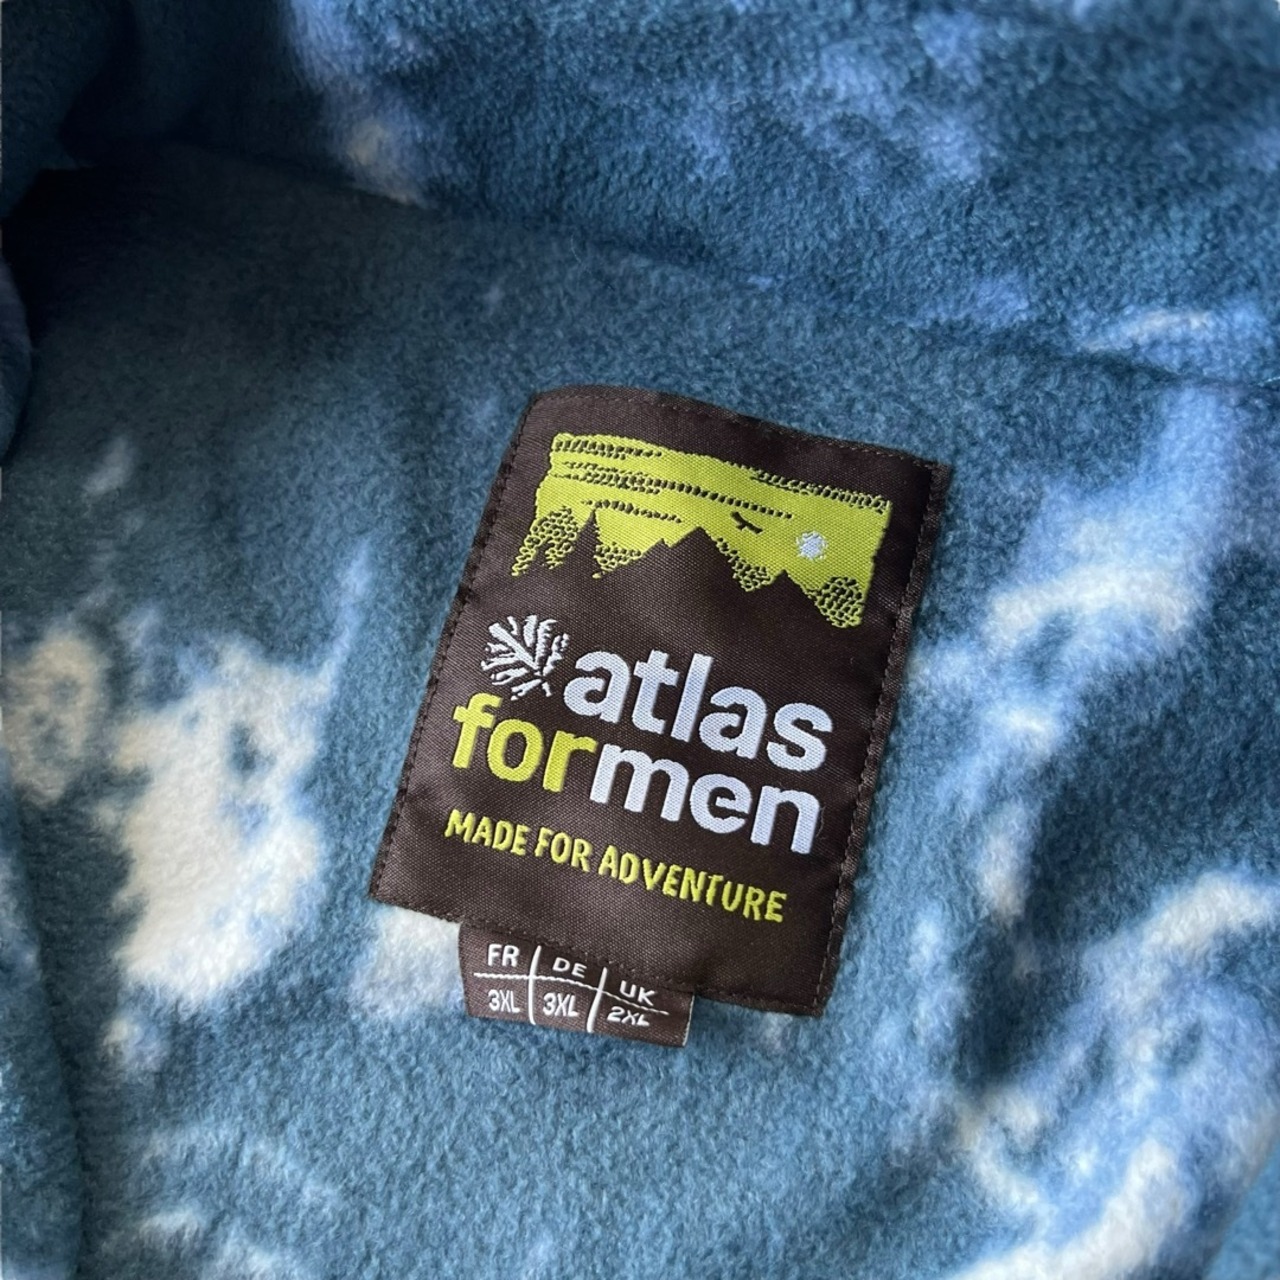 atlas
formen
MADE FOR ADVENTURE
FR DE UK
3XL 3XL 2XL